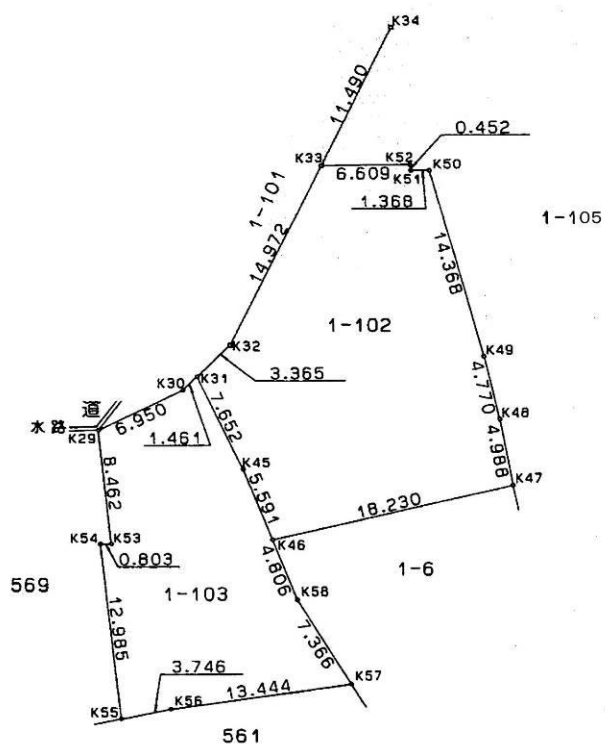 K34
11.490
0.452
K33
K52
K50
6.609
K51
1.368
1-101
1-105
14.972
14.368
1-102
K32
K49
3.365
K30
K31
4.770
道
7.652
K48
水路
6.950
1.461
K29
4.988
8.462
K45
5.591
K47
18.230
K54
K53
K46
0.803
4.806
1-6
569
1-103
K58
12.985
7.366
3.746
K57
13.444
K56
K55
561